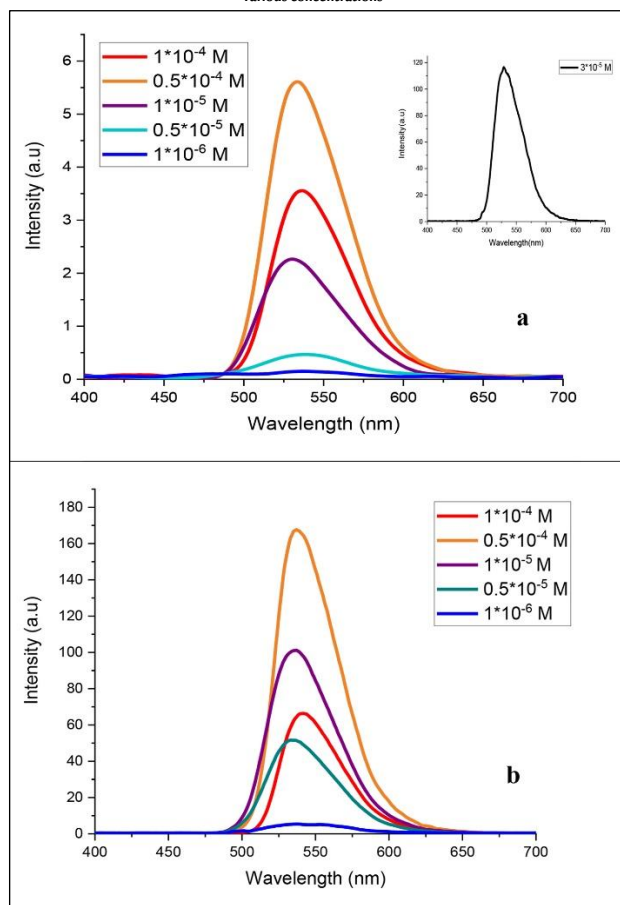 various concentrations
6
5
4
3
2
1
0
Intensity (a.u)
1*10⁻⁴ M
0.5*10⁻⁴ M
1*10⁻⁵ M
0.5*10⁻⁵ M
1*10⁻⁶ M
120
100
80
60
40
20
0
Intensity(a.u)
3*10⁻⁵ M
400 450 500 550 600 650 700
Wavelength(nm)
a
400 450 500 550 600 650 700
Wavelength (nm)
180
160
140
120
100
80
60
40
20
0
Intensity (a.u)
1*10⁻⁴ M
0.5*10⁻⁴ M
1*10⁻⁵ M
0.5*10⁻⁵ M
1*10⁻⁶ M
b
400 450 500 550 600 650 700
Wavelength (nm)